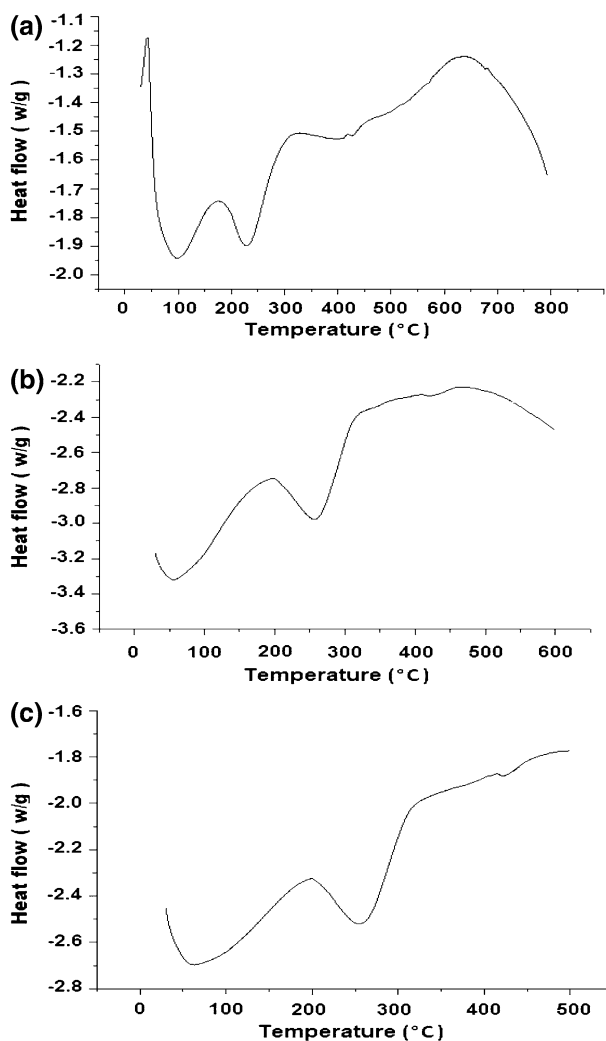 (a)
-1.1
-1.2
-1.3
-1.4
-1.5
-1.6
-1.7
-1.8
-1.9
-2.0
Heat flow ( w/g)
0 100 200 300 400 500 600 700 800
Temperature (°C)
(b)
-2.2
-2.4
-2.6
-2.8
-3.0
-3.2
-3.4
-3.6
Heat flow ( w/g)
0 100 200 300 400 500 600
Temperature (°C)
(c)
-1.6
-1.8
-2.0
-2.2
-2.4
-2.6
-2.8
Heat flow ( w/g)
0 100 200 300 400 500
Temperature (°C)